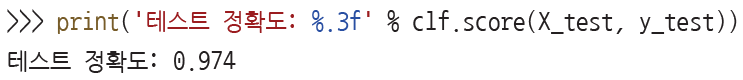 >>> print('테스트 정확도: %.3f' % clf.score(X_test, y_test))
테스트 정확도: 0.974